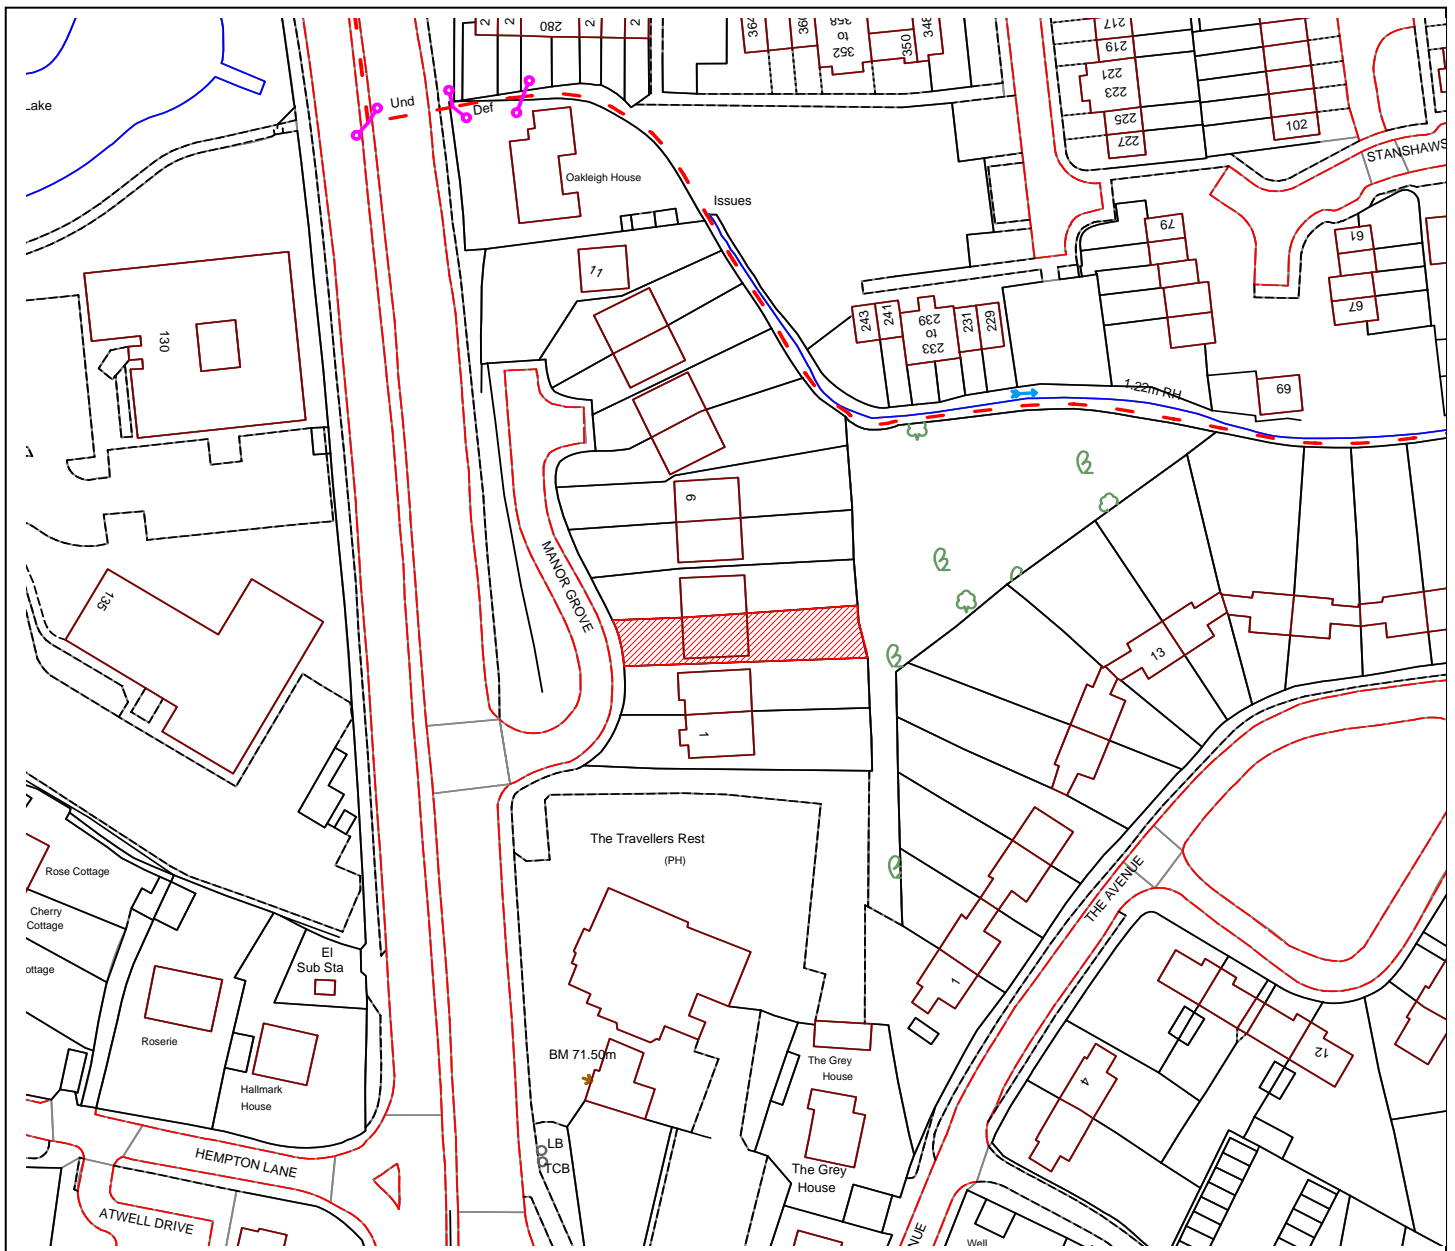 280
364
360
358
to
352
350
348
217
219
221
223
225
227
102
STANSHAWS
Lake
Und
Def
Oakleigh House
Issues
11
79
61
67
130
243
241
239
to
233
231
229
1.22m RH
69
9
MANOR GROVE
135
13
1
The Travellers Rest
(PH)
THE AVENUE
Rose Cottage
Cherry
Cottage
ottage
El
Sub Sta
Roserie
Hallmark
House
BM 71.50m
The Grey
House
1
12
4
LB
TCB
The Grey
House
HEMPTON LANE
ATWELL DRIVE
NUE
Well